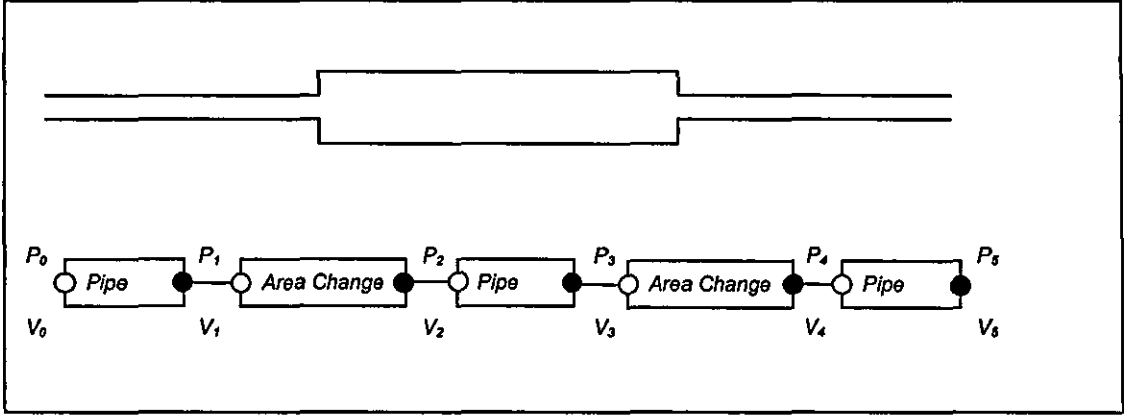 P₀ P₁ P₂ P₃ P₄ P₅
Pipe Area Change Pipe Area Change Pipe
V₀ V₁ V₂ V₃ V₄ V₅